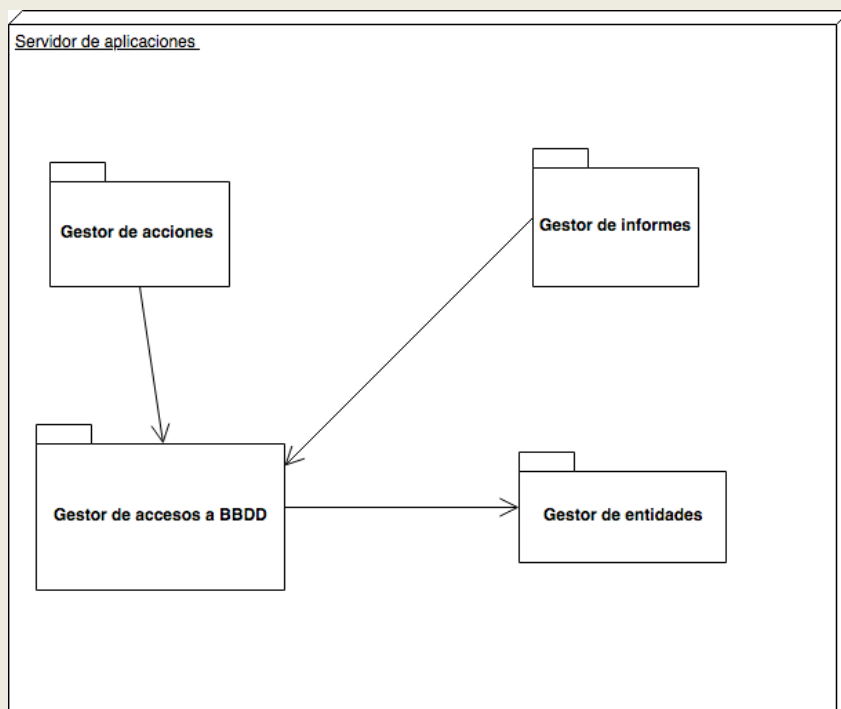 Servidor de aplicaciones
Gestor de acciones
Gestor de informes
Gestor de accesos a BBDD
Gestor de entidades